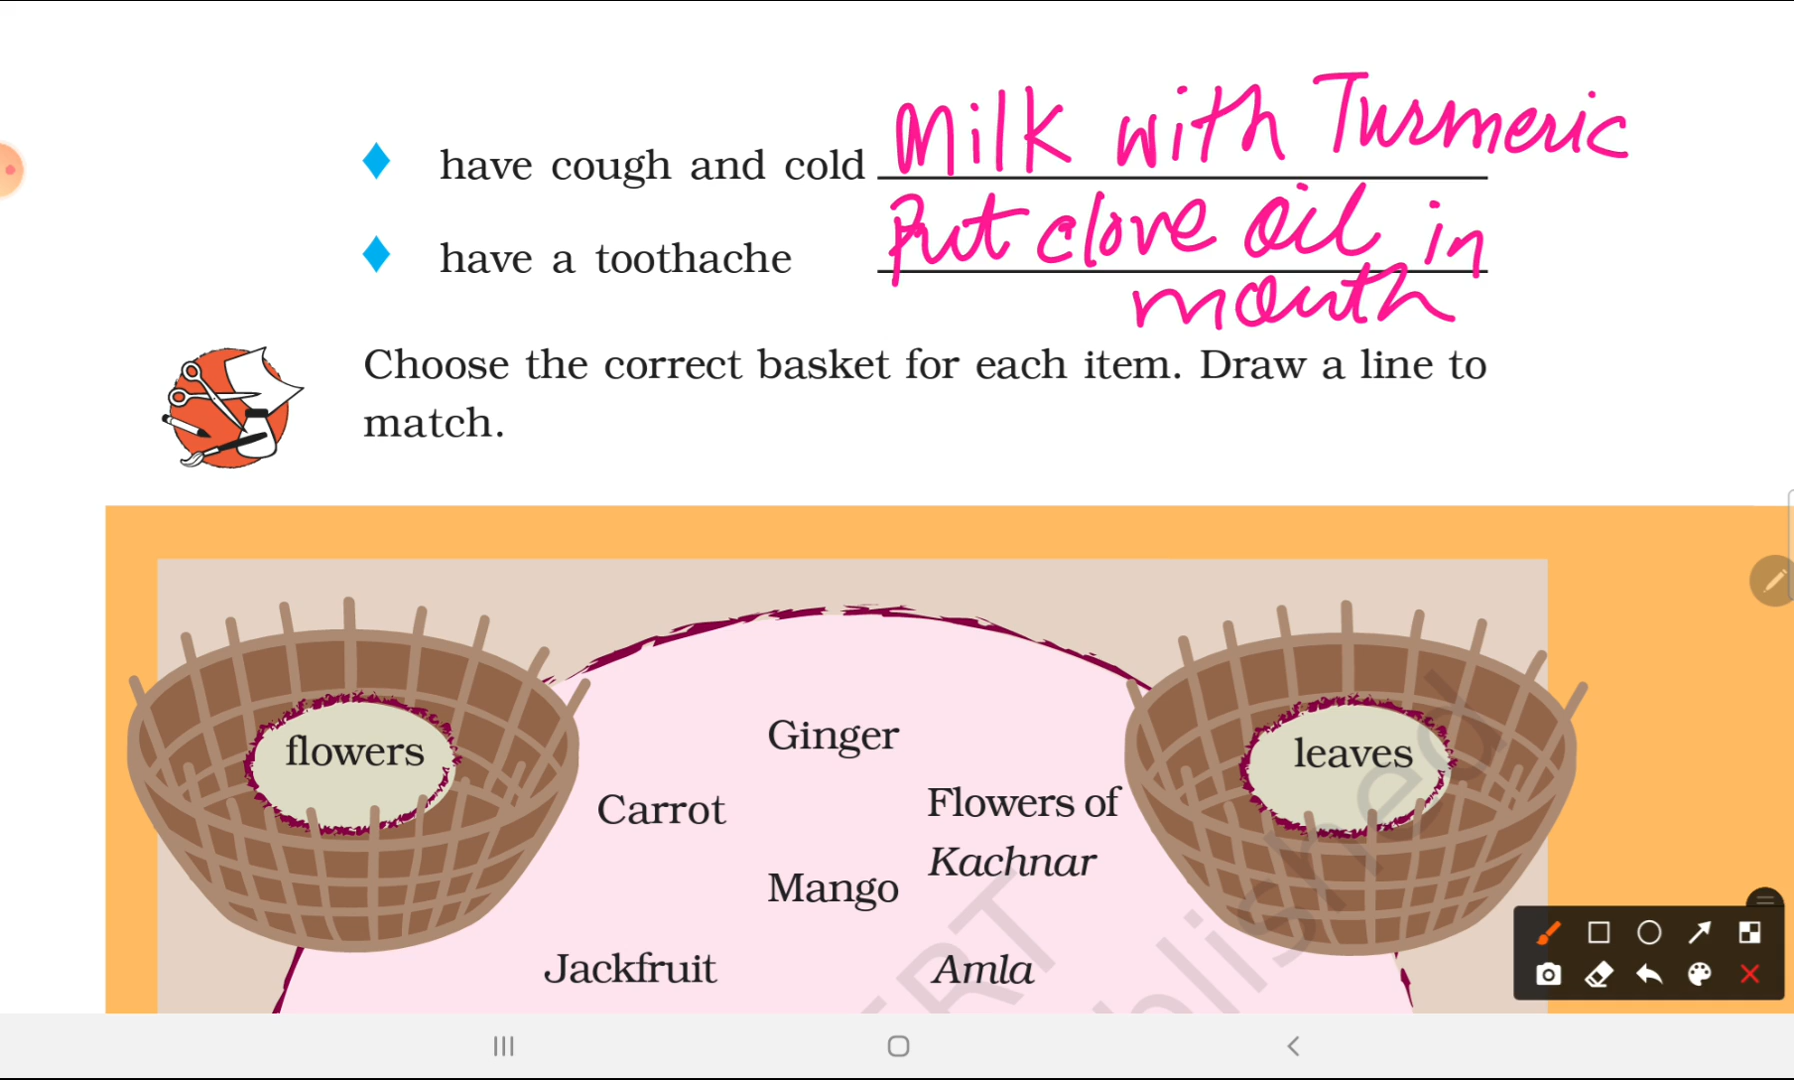 have cough and cold Milk with Turmeric
have a toothache Put clove oil in
mouth
Choose the correct basket for each item. Draw a line to
match.
flowers
leaves
Ginger
Carrot
Flowers of
Kachnar
Mango
Jackfruit
Amla